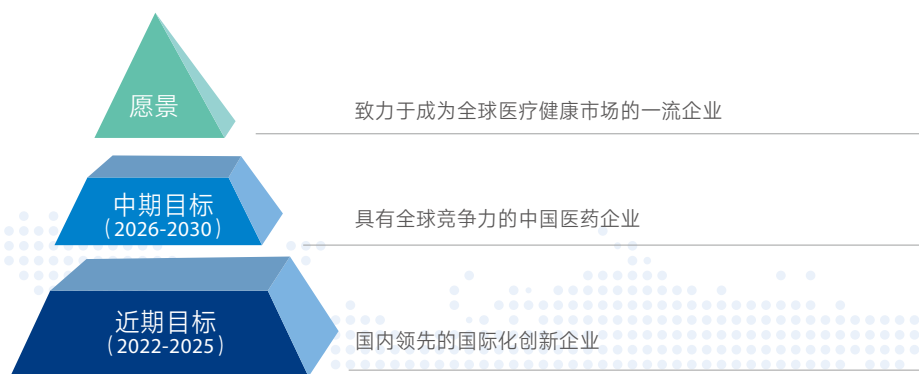 愿景
致力于成为全球医疗健康市场的一流企业
中期目标
（2026-2030）
具有全球竞争力的中国医药企业
近期目标
（2022-2025）
国内领先的国际化创新企业